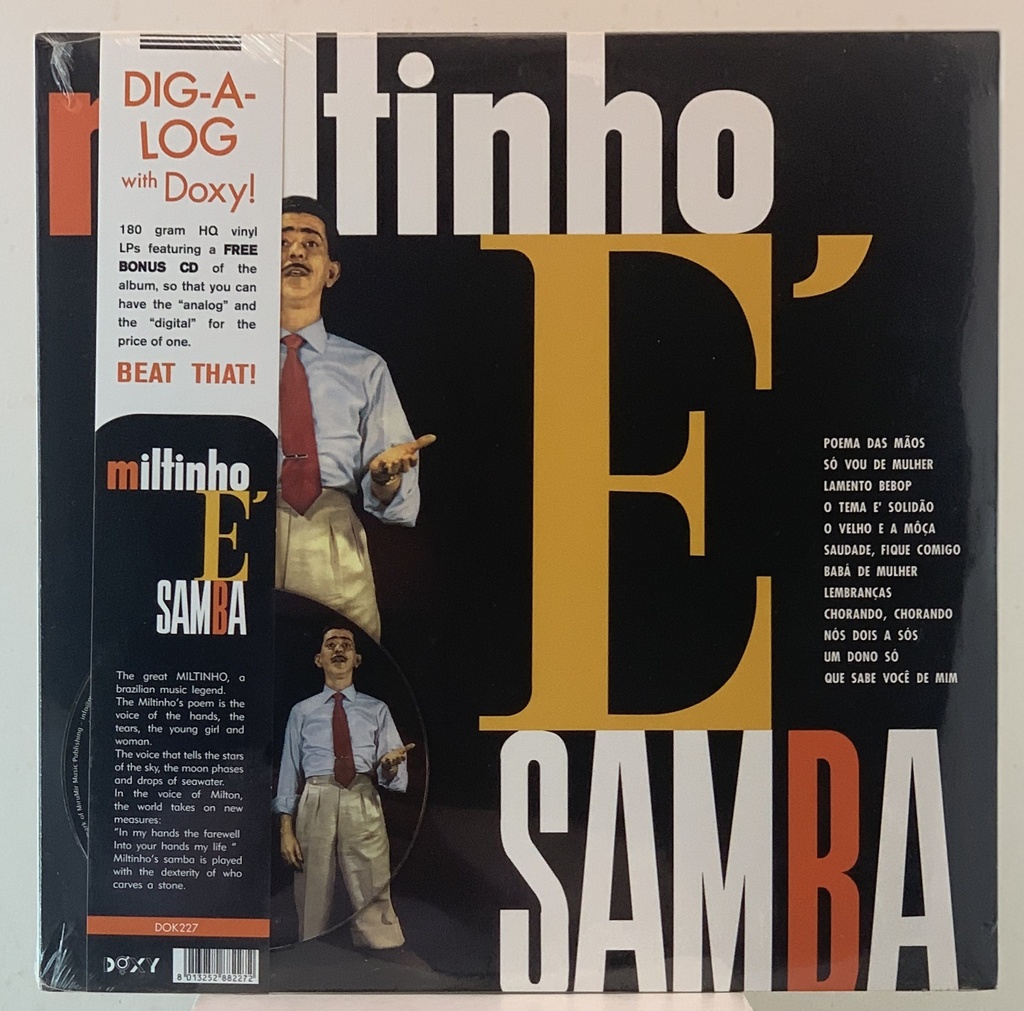 miltinho
E'
SAMBA
DIG-A-
LOG
with Doxy!
180 gram HQ vinyl
LPs featuring a FREE
BONUS CD of the
album, so that you can
have the “analog” and
the “digital” for the
price of one.
BEAT THAT!
miltinho
E'
SAMBA
The great MILTINHO, a
brazilian music legend.
The Miltinho's poem is the
voice of the hands, the
tears, the young girl and
woman.
The voice that tells the stars
of the sky, the moon phases
and drops of seawater.
In the voice of Milton,
the world takes on new
measures:
“In my hands the farewell
Into your hands my life “
Miltinho's samba is played
with the dexterity of who
carves a stone.
DOK227
DOXY
8 013252 882272
POEMA DAS MÃOS
SÓ VOU DE MULHER
LAMENTO BEBOP
O TEMA E' SOLIDÃO
O VELHO E A MÔÇA
SAUDADE, FIQUE COMIGO
BABÁ DE MULHER
LEMBRANÇAS
CHORANDO, CHORANDO
NÓS DOIS A SÓS
UM DONO SÓ
QUE SABE VOCÊ DE MIM
of MiraMir Music Publishing